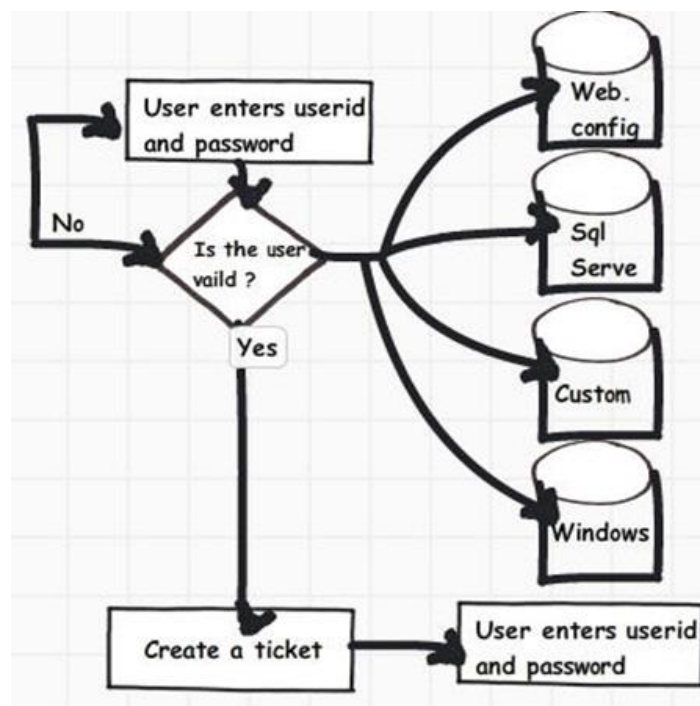 User enters userid
and password
No
Is the user
vaild ?
Yes
Web.
config
Sql
Serve
Custom
Windows
Create a ticket
User enters userid
and password